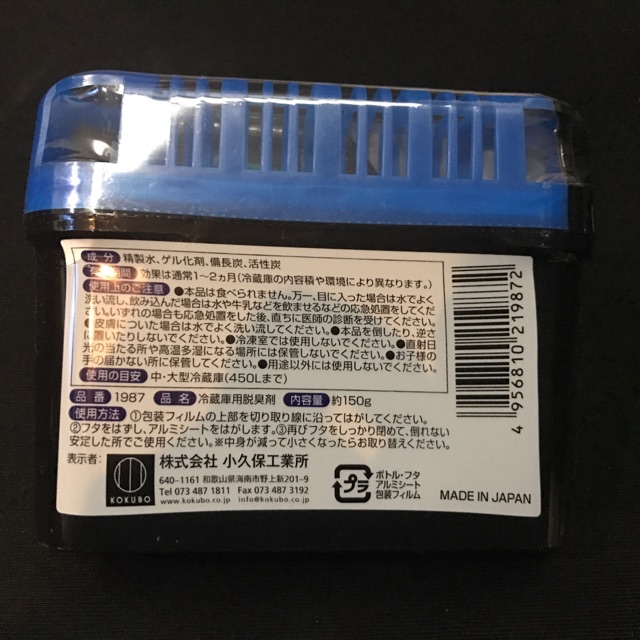 成分 精製水、ゲル化剤、備長炭、活性炭
期間 効果は通常1~2ヵ月(冷蔵庫の内容積や環境により異なります。)
使用上のご注意 ●本品は食べられません。万一、目に入った場合は水でよく
洗い流し、飲み込んだ場合は水や牛乳などを飲ませるなどの応急処置をしてく
ださい。いずれの場合も応急処置をした後、直ちに医師の診断を受けてください。
●皮膚についた場合は水でよく洗い流してください。●本品を倒したり、逆さ
に置いたりしないでください。●冷凍室では使用しないでください。●直射日
光の当たる所や高温多湿になる場所には保管しないでください。●お子様の
手の届かない所に保管してください。●用途以外には使用しないでください。
使用の目安 中・大型冷蔵庫(450Lまで)
品番 1987 品名 冷蔵庫用脱臭剤 内容量 約150g
使用方法 ①包装フィルムの上部を切り取り線に沿ってはがしてください。
②フタをはずし、アルミシートをはがします。③再びフタをしっかり閉めて、倒れない
安定した所でご使用ください。※中身が減って小さくなったらお取り替えください。
表示者: KOKUBO 株式会社 小久保工業所
640-1161 和歌山県海南市野上新201-9
Tel 073 487 1811 Fax 073 487 3192
www.kokubo.co.jp info@kokubo.co.jp
プラ
ボトル・フタ
アルミシート
包装フィルム
MADE IN JAPAN
4 956810 219872